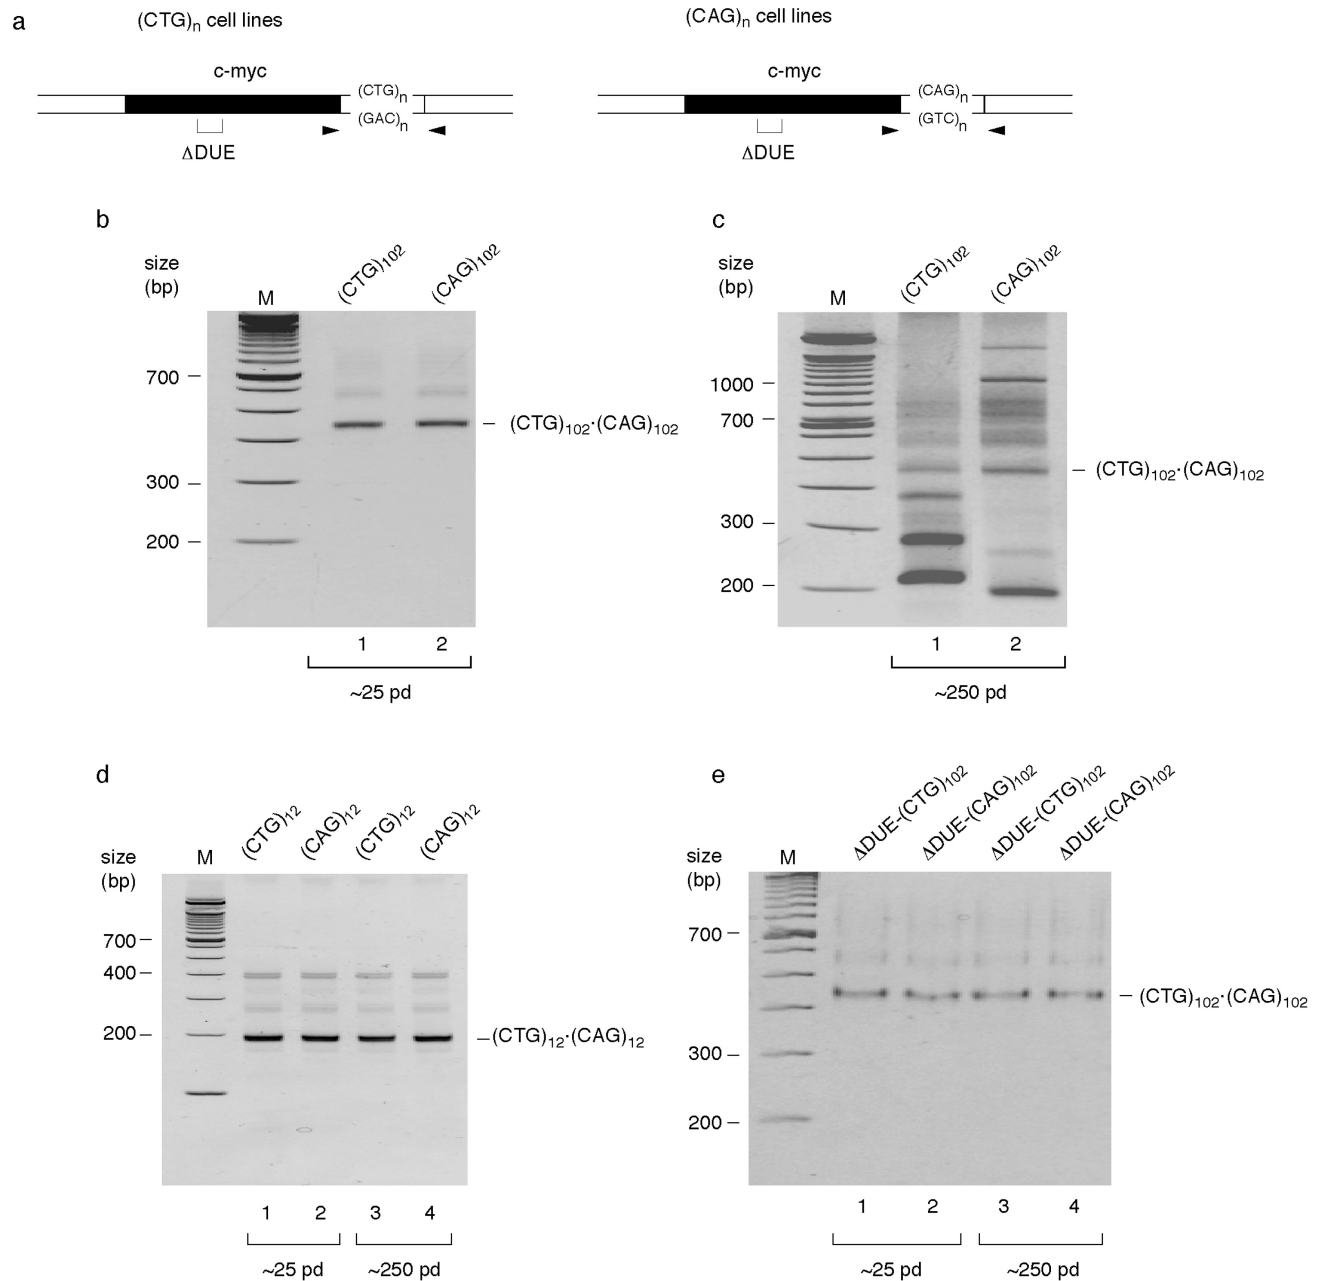 a
(CTG)n cell lines
(CAG)n cell lines
c-myc
c-myc
(CTG)n
(CAG)n
(GAC)n
(GTC)n
ΔDUE
ΔDUE
b
size
(bp)
M
(CTG)102
(CAG)102
700
300
200
(CTG)102·(CAG)102
1 2
~25 pd
c
size
(bp)
M
(CTG)102
(CAG)102
1000
700
300
200
(CTG)102·(CAG)102
1 2
~250 pd
d
size
(bp)
M
(CTG)12
(CAG)12
(CTG)12
(CAG)12
700
400
200
(CTG)12·(CAG)12
1 2 3 4
~25 pd ~250 pd
e
size
(bp)
M
ΔDUE-(CTG)102
ΔDUE-(CAG)102
ΔDUE-(CTG)102
ΔDUE-(CAG)102
700
300
200
(CTG)102·(CAG)102
1 2 3 4
~25 pd ~250 pd